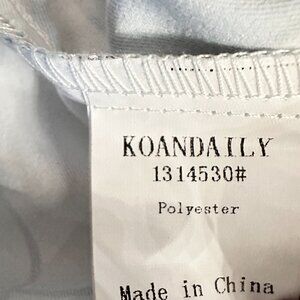 KOANDAILY
1314530#
Polyester
Made in China